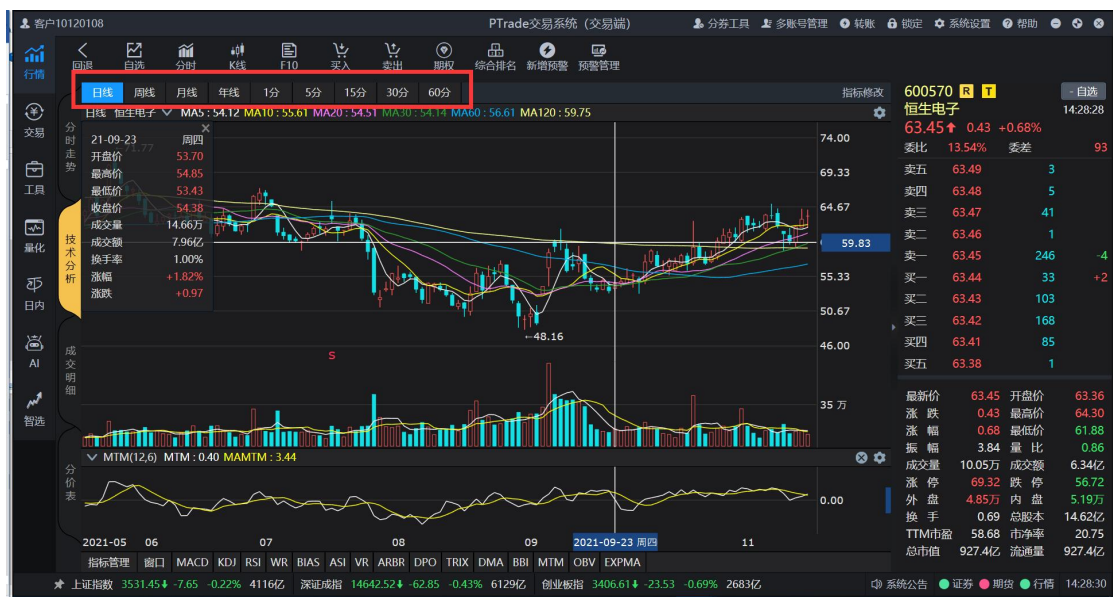 客户10120108 PTrade交易系统（交易端） 分券工具 多账号管理 转账 锁定 系统设置 帮助
行情 回退 自选 分时 K线 F10 买入 卖出 期权 综合排名 新增预警 预警管理
日线 周线 月线 年线 1分 5分 15分 30分 60分 指标修改
日线 恒生电子 MA5 : 54.12 MA10 : 55.61 MA20 : 54.51 MA30 : 54.14 MA60 : 56.61 MA120 : 59.75
交易
工具
量化
日内
AI
智选
分时走势
技术分析
成交明细
分价表
71.77
21-09-23 周四
开盘价 53.70
最高价 54.85
最低价 53.43
收盘价 54.38
成交量 14.66万
成交额 7.96亿
换手率 1.00%
涨幅 +1.82%
涨跌 +0.97
74.00
69.33
64.67
59.83
55.33
50.67
46.00
←48.16
S
35 万
MTM(12,6) MTM : 0.40 MAMTM : 3.44
0.00
2021-05 06 07 08 09 2021-09-23 周四 11
指标管理 窗口 MACD KDJ RSI WR BIAS ASI VR ARBR DPO TRIX DMA BBI MTM OBV EXPMA
600570 R T - 自选
恒生电子 14:28:28
63.45↑ 0.43 +0.68%
委比 13.54% 委差 93
卖五 63.49 3
卖四 63.48 5
卖三 63.47 41
卖二 63.46 1
卖一 63.45 246 -4
买一 63.44 33 +2
买二 63.43 103
买三 63.42 168
买四 63.41 85
买五 63.38 1
最新价 63.45 开盘价 63.36
涨 跌 0.43 最高价 64.30
涨 幅 0.68 最低价 61.88
振 幅 3.84 量 比 0.86
成交量 10.05万 成交额 6.34亿
涨 停 69.32 跌 停 56.72
外 盘 4.85万 内 盘 5.19万
换 手 0.69 总股本 14.62亿
TTM市盈 58.68 市净率 20.75
总市值 927.4亿 流通量 927.4亿
上证指数 3531.45↓ -7.65 -0.22% 4116亿 深证成指 14642.52↓ -62.85 -0.43% 6129亿 创业板指 3406.61↓ -23.53 -0.69% 2683亿 系统公告 证券 期货 行情 14:28:30